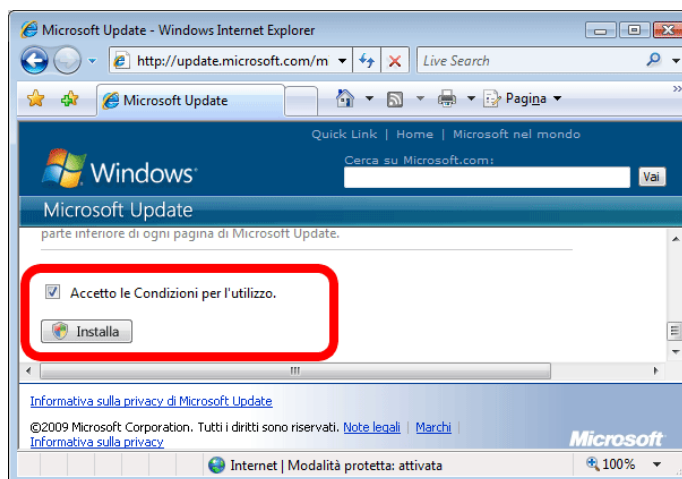 Microsoft Update - Windows Internet Explorer
http://update.microsoft.com/m
Live Search
Microsoft Update
Pagina
Quick Link | Home | Microsoft nel mondo
Cerca su Microsoft.com:
Windows
Vai
Microsoft Update
parte inferiore di ogni pagina di Microsoft Update.
Accetto le Condizioni per l'utilizzo.
Installa
Informativa sulla privacy di Microsoft Update
©2009 Microsoft Corporation. Tutti i diritti sono riservati. Note legali | Marchi |
Informativa sulla privacy
Microsoft
Internet | Modalità protetta: attivata
100%